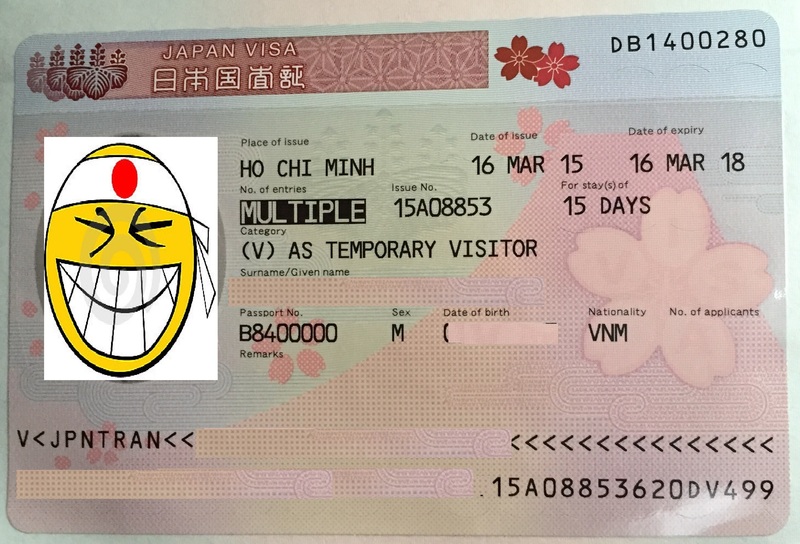 JAPAN VISA
日本国査証
DB1400280
Place of issue Date of issue Date of expiry
HO CHI MINH 16 MAR 15 16 MAR 18
No. of entries Issue No. For stay(s)of
MULTIPLE 15A08853 15 DAYS
Category
(V) AS TEMPORARY VISITOR
Surname/Given name
Passport No. Sex Date of birth Nationality No. of applicants
B8400000 M ( VNM
Remarks
V<JPNTRAN<< <<<<<<<<<<<<<<<
.15A08853620DV499